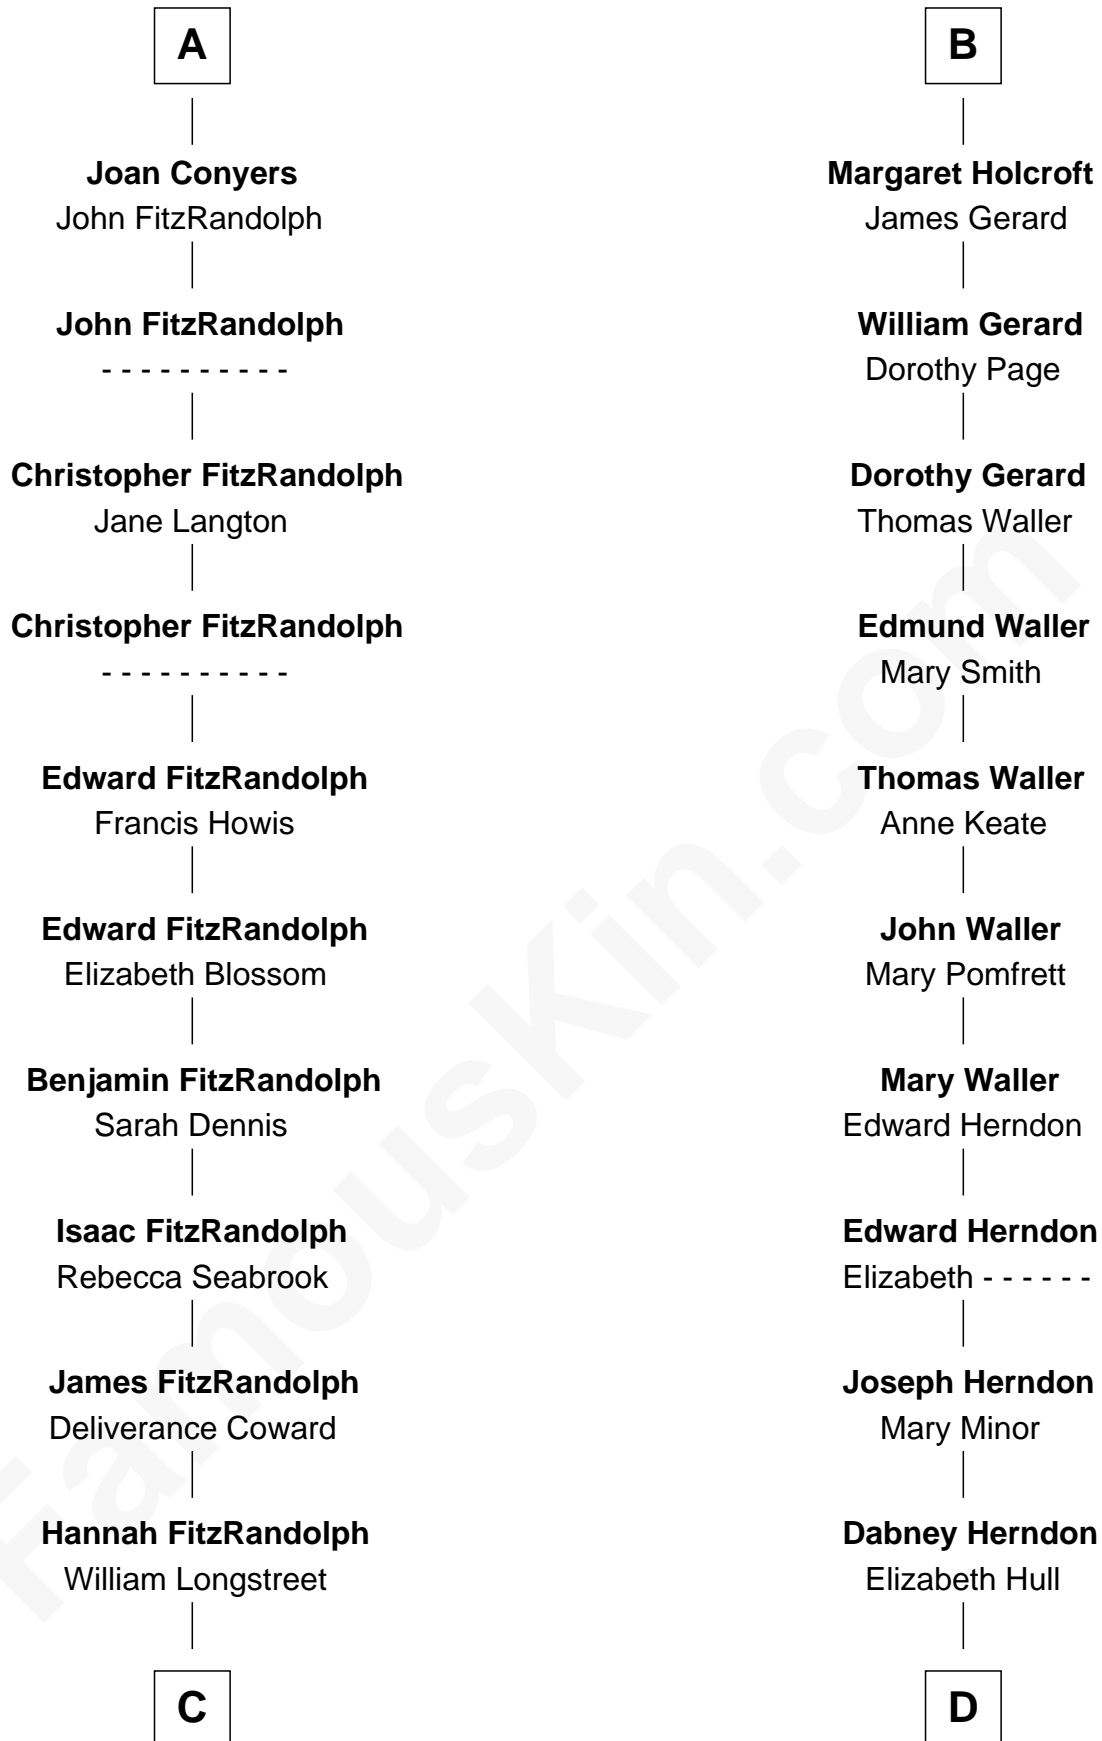 A
Joan Conyers
John FitzRandolph
John FitzRandolph
- - - - - - - - - -
Christopher FitzRandolph
Jane Langton
Christopher FitzRandolph
- - - - - - - - - -
Edward FitzRandolph
Francis Howis
Edward FitzRandolph
Elizabeth Blossom
Benjamin FitzRandolph
Sarah Dennis
Isaac FitzRandolph
Rebecca Seabrook
James FitzRandolph
Deliverance Coward
Hannah FitzRandolph
William Longstreet
C
B
Margaret Holcroft
James Gerard
William Gerard
Dorothy Page
Dorothy Gerard
Thomas Waller
Edmund Waller
Mary Smith
Thomas Waller
Anne Keate
John Waller
Mary Pomfrett
Mary Waller
Edward Herndon
Edward Herndon
Elizabeth - - - - - -
Joseph Herndon
Mary Minor
Dabney Herndon
Elizabeth Hull
D
FamousKin.com